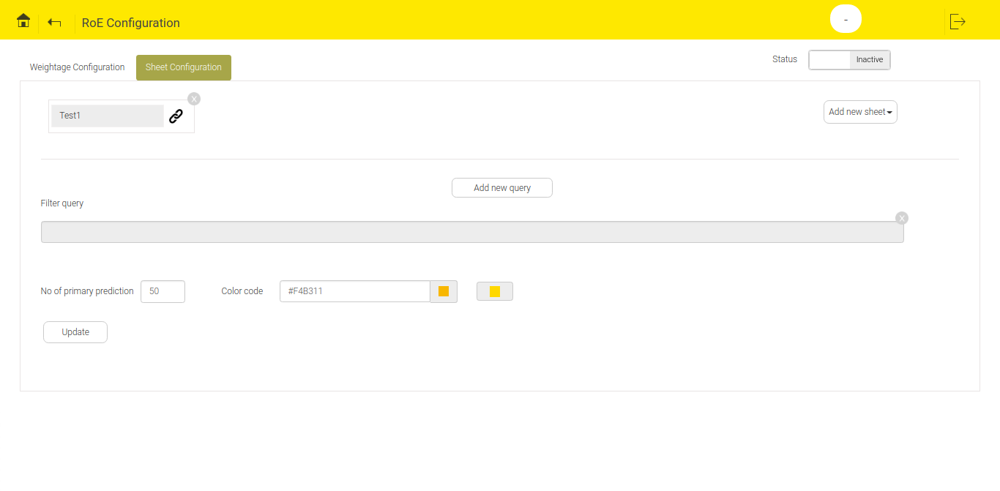 RoE Configuration
-
Weightage Configuration
Sheet Configuration
Status
Inactive
X
Test1
Add new sheet
Add new query
Filter query
X
No of primary prediction
50
Color code
#F4B311
Update